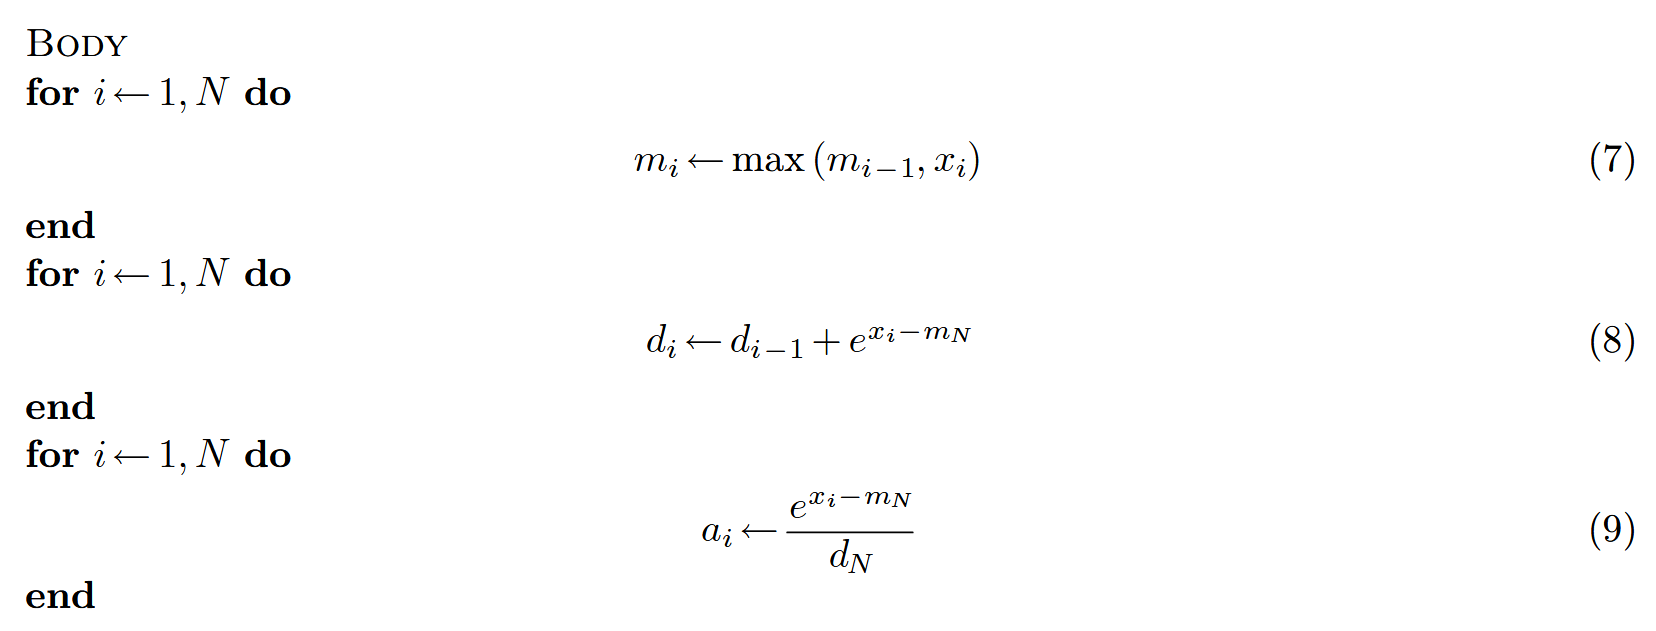 BODY
for i ← 1, N do
m_i ← max (m_{i−1}, x_i) (7)
end
for i ← 1, N do
d_i ← d_{i−1} + e^{x_i−m_N} (8)
end
for i ← 1, N do
a_i ← \frac{e^{x_i−m_N}}{d_N} (9)
end